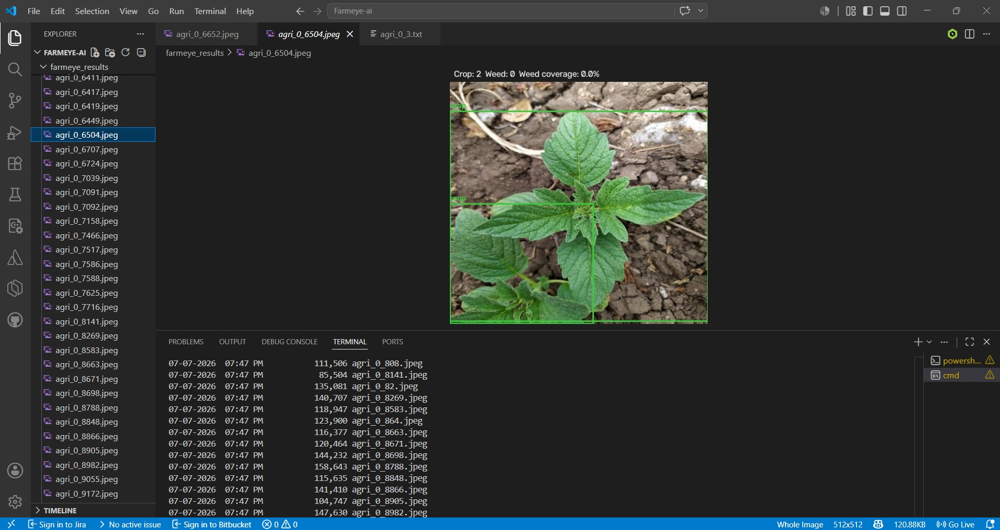 File Edit Selection View Go Run Terminal Help
Farmeye-ai
EXPLORER
FARMEYE-AI
farmeye_results
agri_0_6411.jpeg
agri_0_6417.jpeg
agri_0_6419.jpeg
agri_0_6449.jpeg
agri_0_6504.jpeg
agri_0_6707.jpeg
agri_0_6724.jpeg
agri_0_7039.jpeg
agri_0_7091.jpeg
agri_0_7092.jpeg
agri_0_7158.jpeg
agri_0_7466.jpeg
agri_0_7517.jpeg
agri_0_7586.jpeg
agri_0_7588.jpeg
agri_0_7625.jpeg
agri_0_7716.jpeg
agri_0_8141.jpeg
agri_0_8269.jpeg
agri_0_8583.jpeg
agri_0_8663.jpeg
agri_0_8671.jpeg
agri_0_8698.jpeg
agri_0_8788.jpeg
agri_0_8848.jpeg
agri_0_8866.jpeg
agri_0_8905.jpeg
agri_0_8982.jpeg
agri_0_9055.jpeg
agri_0_9172.jpeg
TIMELINE
agri_0_6652.jpeg agri_0_6504.jpeg agri_0_3.txt
farmeye_results > agri_0_6504.jpeg
Crop: 2 Weed: 0 Weed coverage: 0.0%
crop
crop
PROBLEMS OUTPUT DEBUG CONSOLE TERMINAL PORTS
07-07-2026 07:47 PM 111,506 agri_0_808.jpeg
07-07-2026 07:47 PM 85,504 agri_0_8141.jpeg
07-07-2026 07:47 PM 135,081 agri_0_82.jpeg
07-07-2026 07:47 PM 140,707 agri_0_8269.jpeg
07-07-2026 07:47 PM 118,947 agri_0_8583.jpeg
07-07-2026 07:47 PM 123,900 agri_0_864.jpeg
07-07-2026 07:47 PM 116,377 agri_0_8663.jpeg
07-07-2026 07:47 PM 120,464 agri_0_8671.jpeg
07-07-2026 07:47 PM 144,232 agri_0_8698.jpeg
07-07-2026 07:47 PM 158,643 agri_0_8788.jpeg
07-07-2026 07:47 PM 115,635 agri_0_8848.jpeg
07-07-2026 07:47 PM 141,410 agri_0_8866.jpeg
07-07-2026 07:47 PM 104,747 agri_0_8905.jpeg
07-07-2026 07:47 PM 147,630 agri_0_8982.jpeg
powersh...
cmd
Sign in to Jira No active issue Sign in to Bitbucket 0 0 Whole Image 512x512 120.88KB Go Live